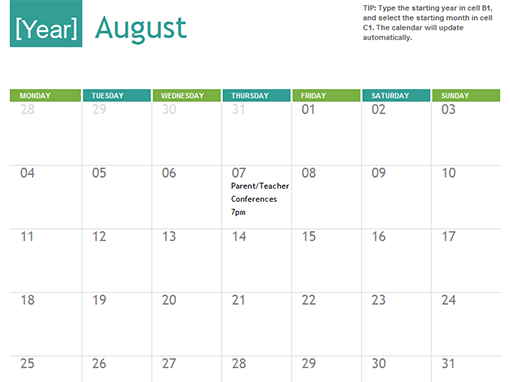 [Year] August
TIP: Type the starting year in cell B1,
and select the starting month in cell
C1. The calendar will update
automatically.
MONDAY TUESDAY WEDNESDAY THURSDAY FRIDAY SATURDAY SUNDAY
28 29 30 31 01 02 03
04 05 06 07 08 09 10
Parent/Teacher
Conferences
7pm
11 12 13 14 15 16 17
18 19 20 21 22 23 24
25 26 27 28 29 30 31